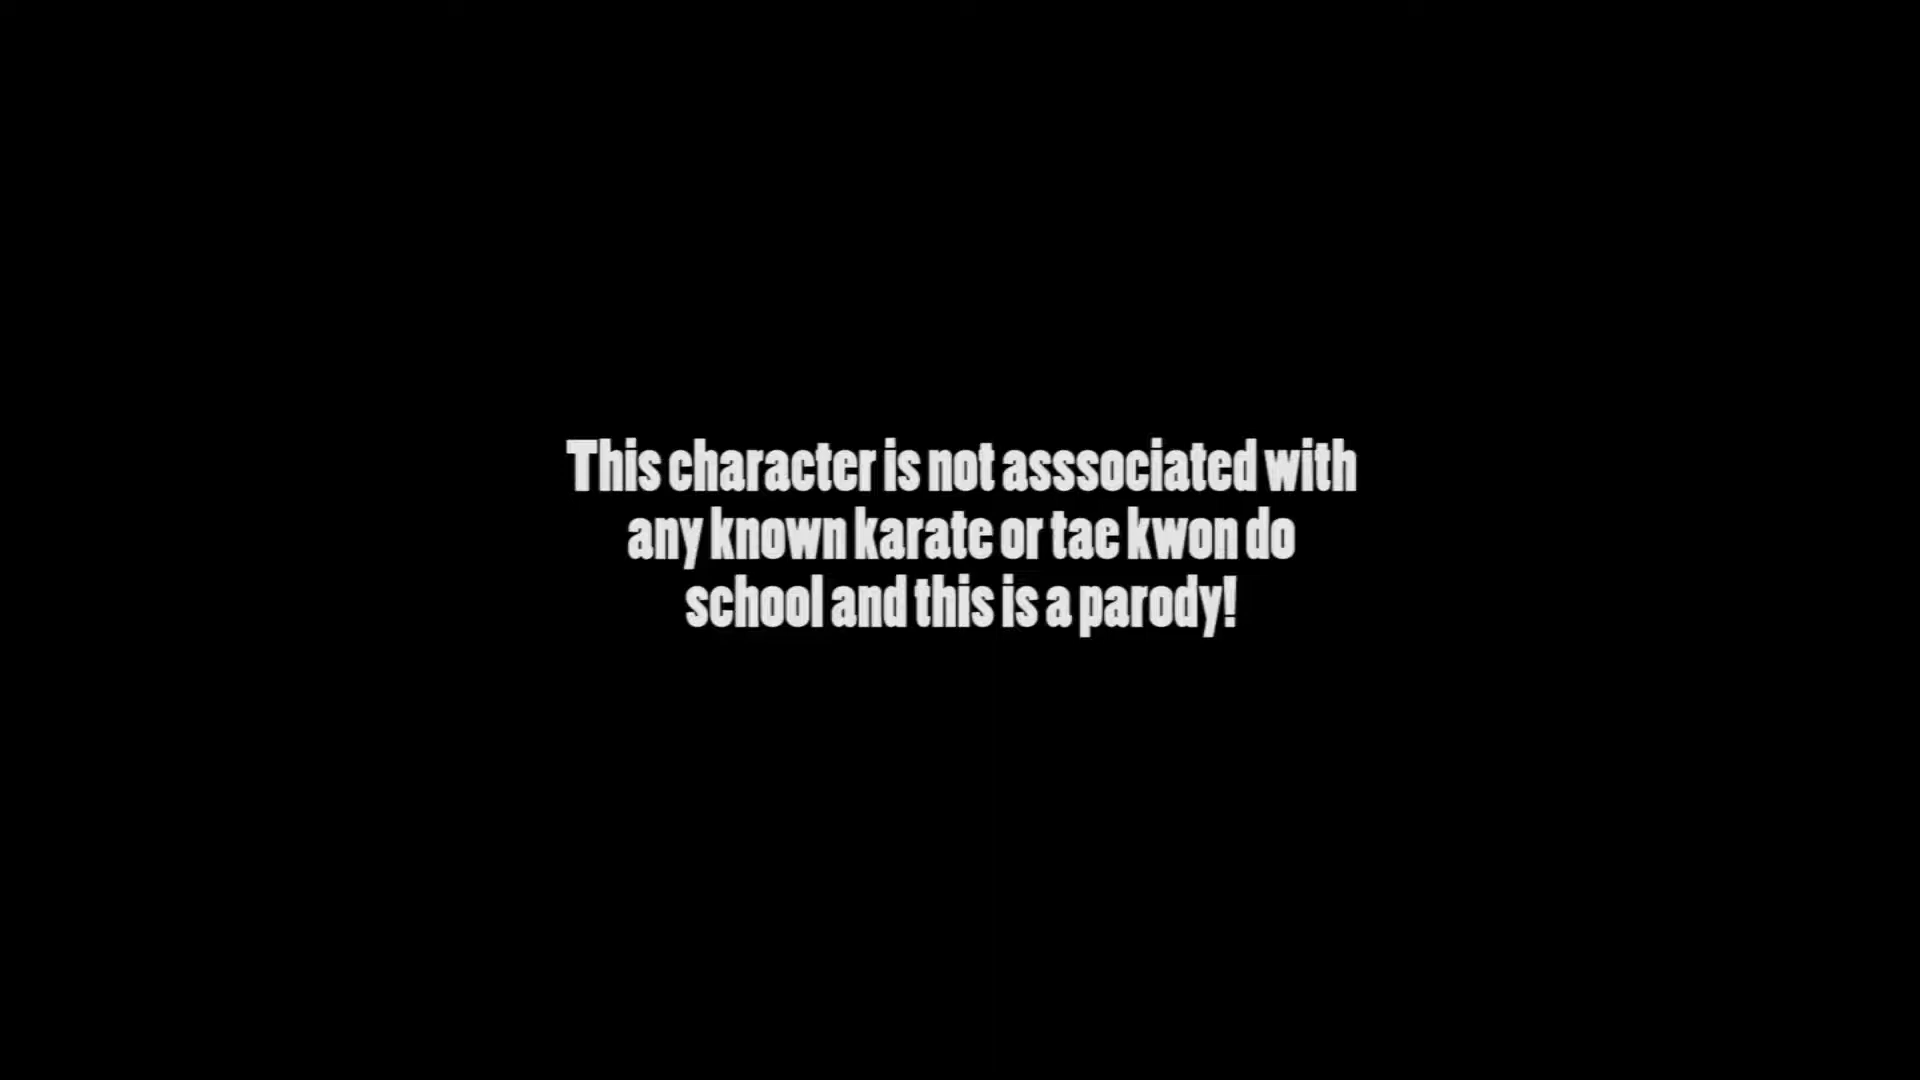 This character is not asssociated with
any known karate or tae kwon do
school and this is a parody!